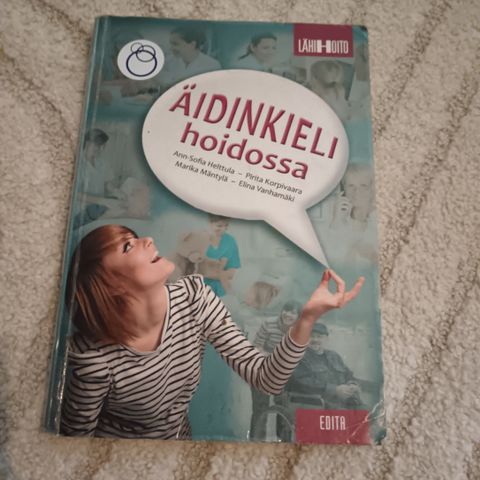 LÄHIHOITO
ÄIDINKIELI
hoidossa
Ann-Sofia Helttula – Pirita Korpivaara
Marika Mäntylä – Elina Vanhamäki
EDITA